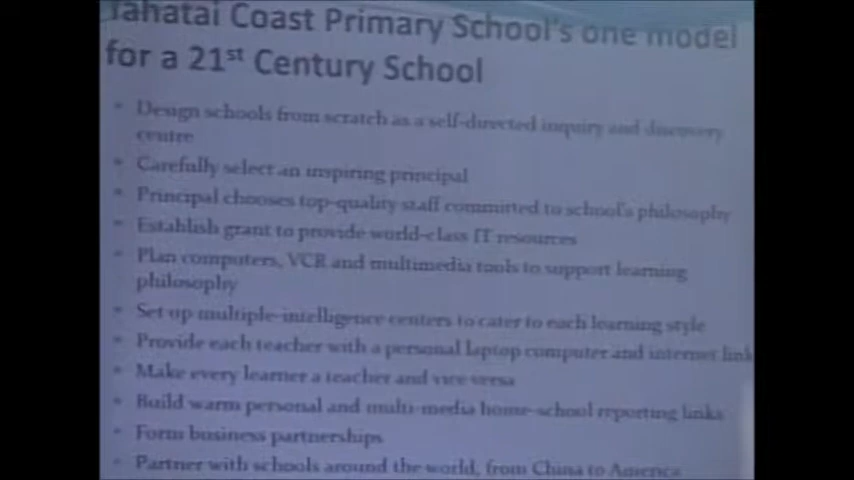 Tahatai Coast Primary School's one model
for a 21st Century School
Design schools from scratch as a self-directed inquiry and discovery
centre
Carefully select an inspiring principal
Principal chooses top-quality staff committed to school's philosophy
Establish grant to provide world-class IT resources
Plan computers, VCR and multimedia tools to support learning
philosophy
Set up multiple-intelligence centers to cater to each learning style
Provide each teacher with a personal laptop computer and internet link
Make every learner a teacher and vice versa
Build warm personal and multi-media home-school reporting links
Form business partnerships
Partner with schools around the world, from China to America